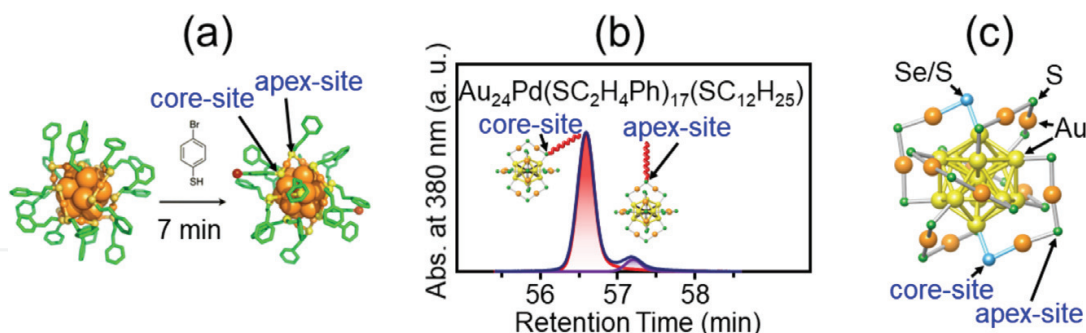 (a)
core-site
apex-site
Br
SH
7 min
(b)
Abs. at 380 nm (a. u.)
Au24Pd(SC2H4Ph)17(SC12H25)
core-site
apex-site
56
57
58
Retention Time (min)
(c)
Se/S
S
Au
core-site
apex-site